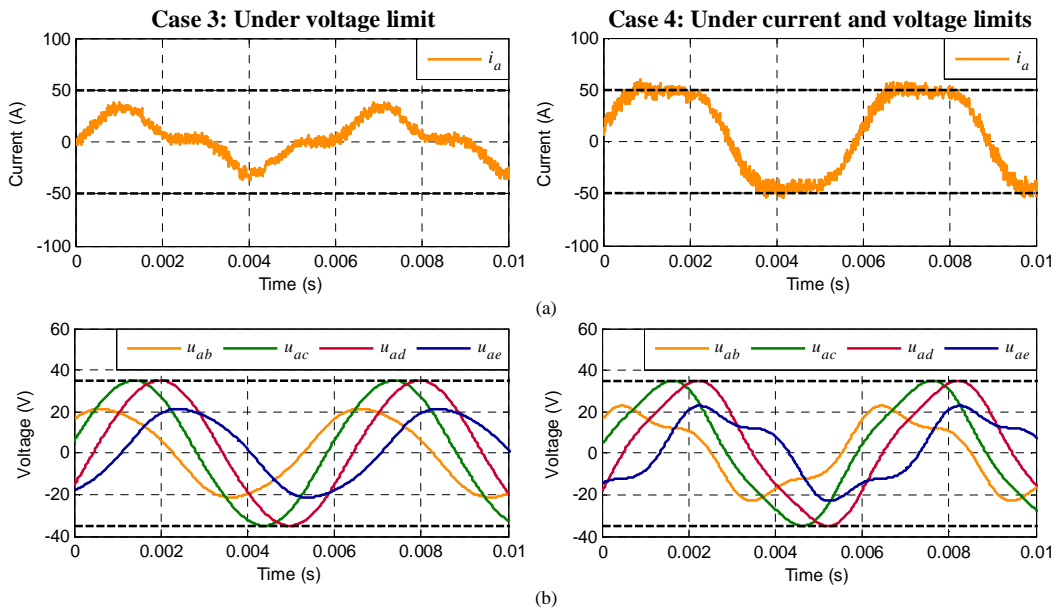 Case 3: Under voltage limit
Case 4: Under current and voltage limits
100
50
0
-50
-100
Current (A)
i_a
0
0.002
0.004
0.006
0.008
0.01
Time (s)
100
50
0
-50
-100
Current (A)
i_a
0
0.002
0.004
0.006
0.008
0.01
Time (s)
(a)
60
40
20
0
-20
-40
Voltage (V)
u_ab u_ac u_ad u_ae
0
0.002
0.004
0.006
0.008
0.01
Time (s)
60
40
20
0
-20
-40
Voltage (V)
u_ab u_ac u_ad u_ae
0
0.002
0.004
0.006
0.008
0.01
Time (s)
(b)